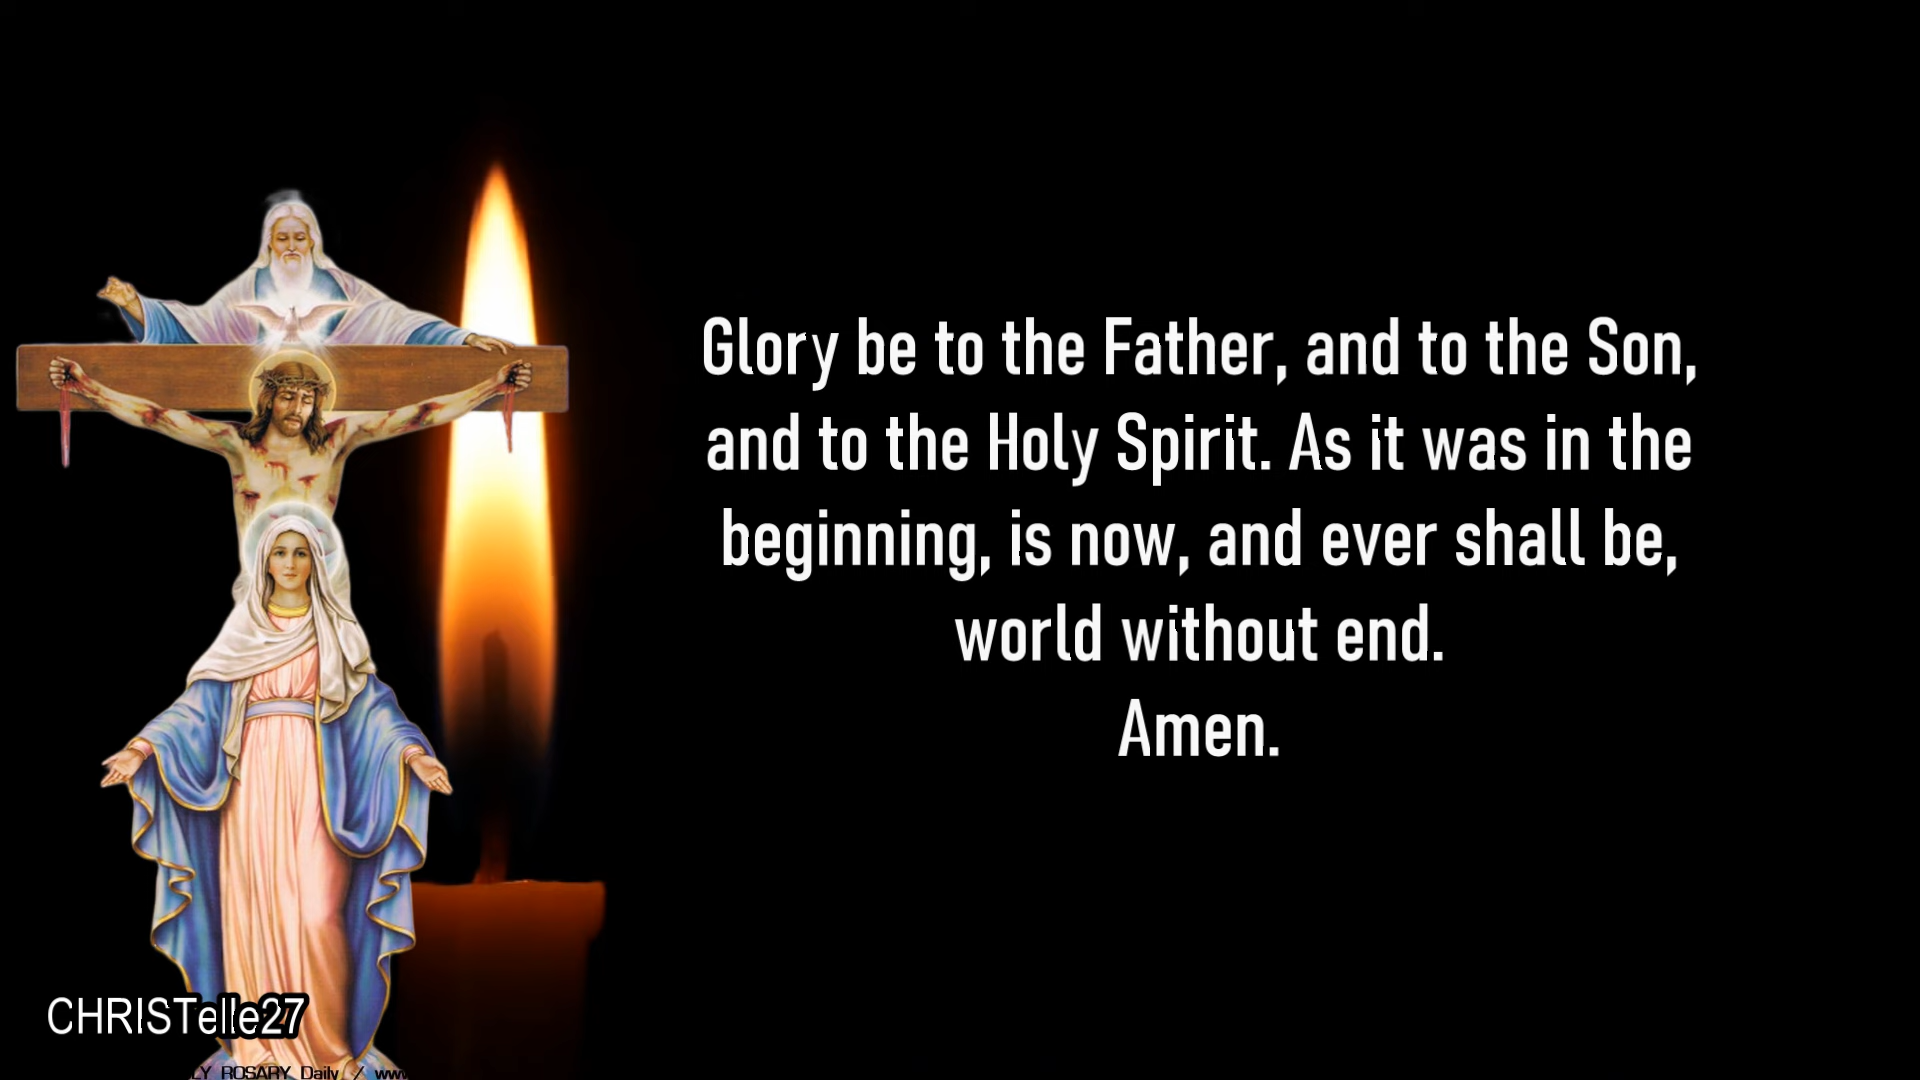 Glory be to the Father, and to the Son,
and to the Holy Spirit. As it was in the
beginning, is now, and ever shall be,
world without end.
Amen.
CHRISTelle27
ROSARY Daily /